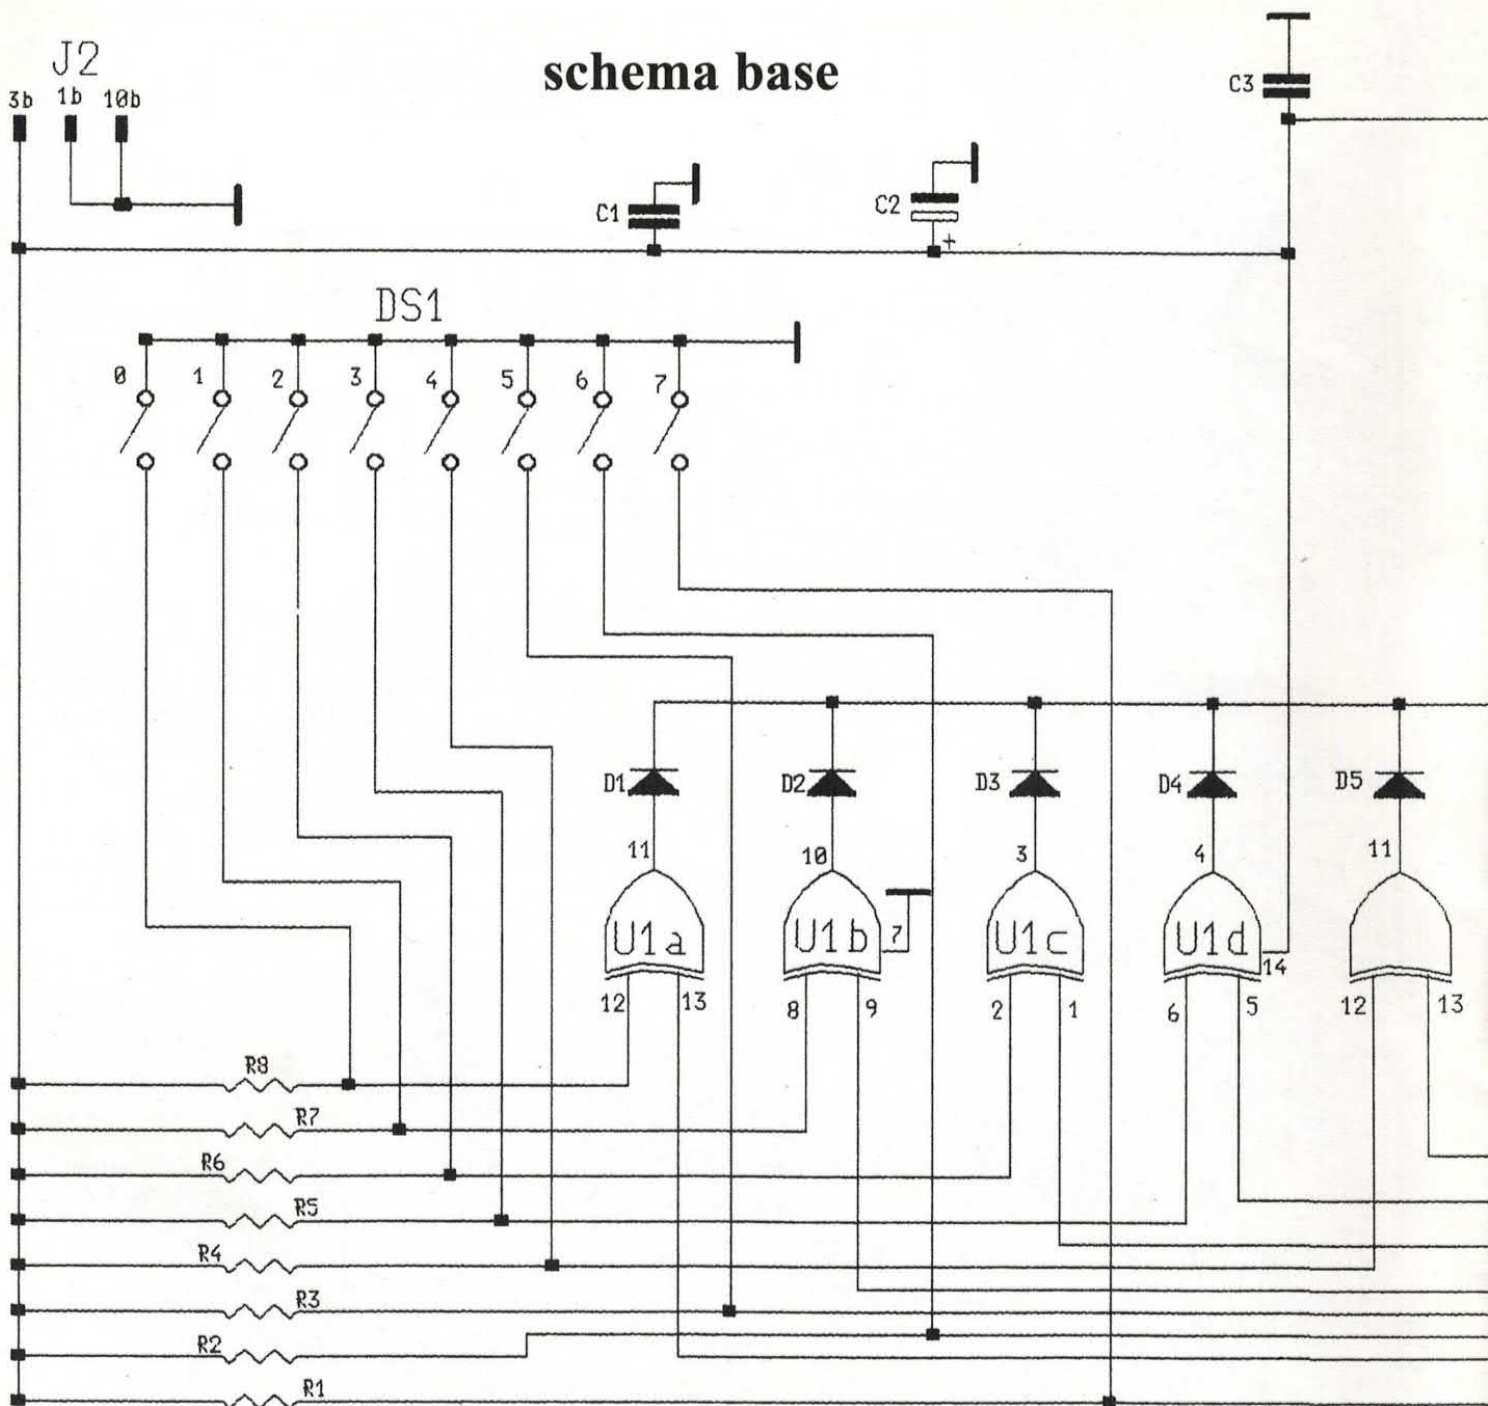 schema base
J2
3b 1b 10b
C3
C1
C2
+
DS1
0 1 2 3 4 5 6 7
D1 D2 D3 D4 D5
11 10 3 4 11
U1a U1b 7 U1c U1d 14
12 13 8 9 2 1 6 5 12 13
R8
R7
R6
R5
R4
R3
R2
R1